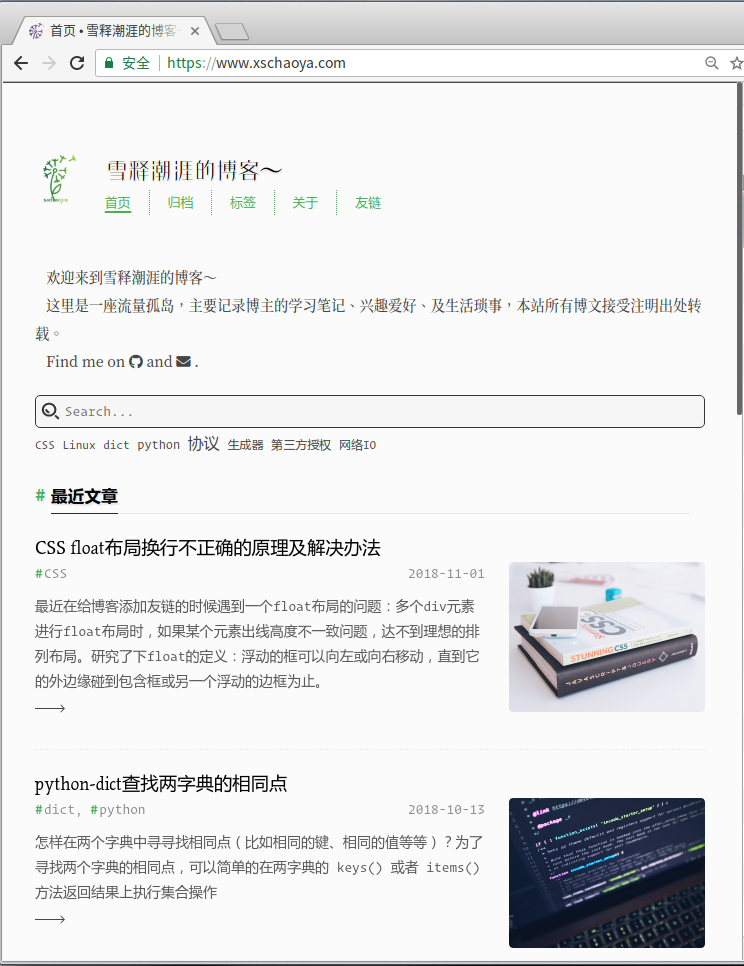 首页 • 雪释潮涯的博客
安全 https://www.xschaoya.com
雪释潮涯的博客～
首页 归档 标签 关于 友链
欢迎来到雪释潮涯的博客～
这里是一座流量孤岛，主要记录博主的学习笔记、兴趣爱好、及生活琐事，本站所有博文接受注明出处转
载。
Find me on and .
Search...
CSS Linux dict python 协议 生成器 第三方授权 网络IO
# 最近文章
CSS float布局换行不正确的原理及解决办法
#CSS 2018-11-01
最近在给博客添加友链的时候遇到一个float布局的问题：多个div元素
进行float布局时，如果某个元素出线高度不一致问题，达不到理想的排
列布局。研究了下float的定义：浮动的框可以向左或向右移动，直到它
的外边缘碰到包含框或另一个浮动的边框为止。
CSS
STUNNING CSS
JAVASCRIPT & JQUERY
python-dict查找两字典的相同点
#dict, #python 2018-10-13
怎样在两个字典中寻寻找相同点（比如相同的键、相同的值等等）？为了
寻找两个字典的相同点，可以简单的在两字典的 keys() 或者 items()
方法返回结果上执行集合操作
@link
@package